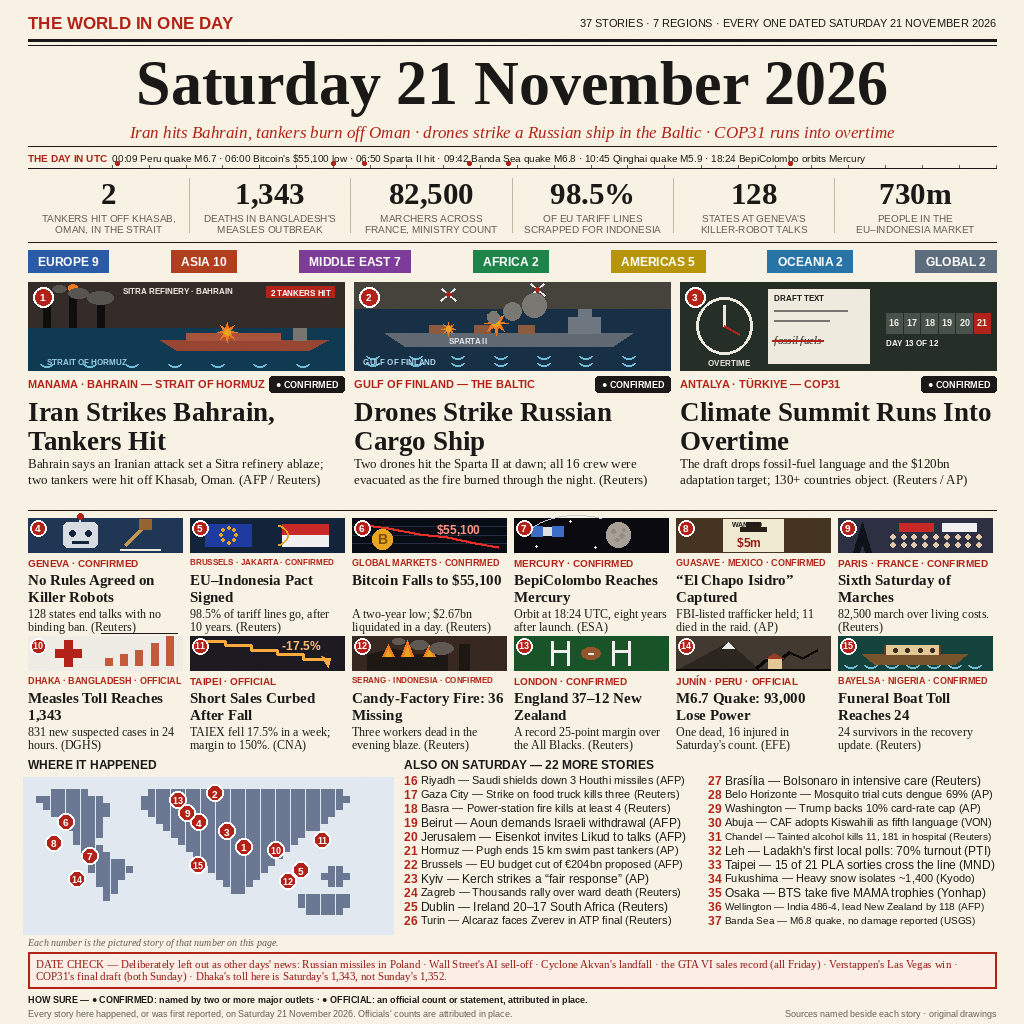 THE WORLD IN ONE DAY
37 STORIES · 7 REGIONS · EVERY ONE DATED SATURDAY 21 NOVEMBER 2026
Saturday 21 November 2026
Iran hits Bahrain, tankers burn off Oman · drones strike a Russian ship in the Baltic · COP31 runs into overtime
THE DAY IN UTC 00:09 Peru quake M6.7 · 06:00 Bitcoin's $55,100 low · 06:50 Sparta II hit · 09:42 Banda Sea quake M6.8 · 10:45 Qinghai quake M5.9 · 18:24 BepiColombo orbits Mercury
2
TANKERS HIT OFF KHASAB,
OMAN, IN THE STRAIT
1,343
DEATHS IN BANGLADESH'S
MEASLES OUTBREAK
82,500
MARCHERS ACROSS
FRANCE, MINISTRY COUNT
98.5%
OF EU TARIFF LINES
SCRAPPED FOR INDONESIA
128
STATES AT GENEVA'S
KILLER-ROBOT TALKS
730m
PEOPLE IN THE
EU–INDONESIA MARKET
EUROPE 9
ASIA 10
MIDDLE EAST 7
AFRICA 2
AMERICAS 5
OCEANIA 2
GLOBAL 2
1
SITRA REFINERY · BAHRAIN
2 TANKERS HIT
STRAIT OF HORMUZ
MANAMA · BAHRAIN — STRAIT OF HORMUZ
● CONFIRMED
Iran Strikes Bahrain,
Tankers Hit
Bahrain says an Iranian attack set a Sitra refinery ablaze;
two tankers were hit off Khasab, Oman. (AFP / Reuters)
2
SPARTA II
GULF OF FINLAND
GULF OF FINLAND — THE BALTIC
● CONFIRMED
Drones Strike Russian
Cargo Ship
Two drones hit the Sparta II at dawn; all 16 crew were
evacuated as the fire burned through the night. (Reuters)
3
OVERTIME
DRAFT TEXT
fossil fuels
16 17 18 19 20 21
DAY 13 OF 12
ANTALYA · TÜRKIYE — COP31
● CONFIRMED
Climate Summit Runs Into
Overtime
The draft drops fossil-fuel language and the $120bn
adaptation target; 130+ countries object. (Reuters / AP)
4
GENEVA · CONFIRMED
No Rules Agreed on
Killer Robots
128 states end talks with no
binding ban. (Reuters)
5
BRUSSELS · JAKARTA · CONFIRMED
EU–Indonesia Pact
Signed
98.5% of tariff lines go, after
10 years. (Reuters)
6
B
$55,100
GLOBAL MARKETS · CONFIRMED
Bitcoin Falls to $55,100
A two-year low; $2.67bn
liquidated in a day. (Reuters)
7
MERCURY · CONFIRMED
BepiColombo Reaches
Mercury
Orbit at 18:24 UTC, eight years
after launch. (ESA)
8
$5m
GUASAVE · MEXICO · CONFIRMED
“El Chapo Isidro”
Captured
FBI-listed trafficker held; 11
died in the raid. (AP)
9
PARIS · FRANCE · CONFIRMED
Sixth Saturday of
Marches
82,500 march over living costs.
(Reuters)
10
DHAKA · BANGLADESH · OFFICIAL
Measles Toll Reaches
1,343
831 new suspected cases in 24
hours. (DGHS)
11
-17.5%
TAIPEI · OFFICIAL
Short Sales Curbed
After Fall
TAIEX fell 17.5% in a week;
margin to 150%. (CNA)
12
SERANG · INDONESIA · CONFIRMED
Candy-Factory Fire: 36
Missing
Three workers dead in the
evening blaze. (Reuters)
13
LONDON · CONFIRMED
England 37–12 New
Zealand
A record 25-point margin over
the All Blacks. (Reuters)
14
JUNÍN · PERU · OFFICIAL
M6.7 Quake: 93,000
Lose Power
One dead, 16 injured in
Saturday's count. (EFE)
15
BAYELSA · NIGERIA · CONFIRMED
Funeral Boat Toll
Reaches 24
24 survivors in the recovery
update. (Reuters)
WHERE IT HAPPENED
13 2 9 4 6 8 3 1 7 10 11 15 5 12 14
Each number is the pictured story of that number on this page.
ALSO ON SATURDAY — 22 MORE STORIES
16 Riyadh — Saudi shields down 3 Houthi missiles (AFP)
17 Gaza City — Strike on food truck kills three (Reuters)
18 Basra — Power-station fire kills at least 4 (Reuters)
19 Beirut — Aoun demands Israeli withdrawal (AFP)
20 Jerusalem — Eisenkot invites Likud to talks (AFP)
21 Hormuz — Pugh ends 15 km swim past tankers (AP)
22 Brussels — EU budget cut of €204bn proposed (AFP)
23 Kyiv — Kerch strikes a “fair response” (AP)
24 Zagreb — Thousands rally over ward death (Reuters)
25 Dublin — Ireland 20–17 South Africa (Reuters)
26 Turin — Alcaraz faces Zverev in ATP final (Reuters)
27 Brasília — Bolsonaro in intensive care (Reuters)
28 Belo Horizonte — Mosquito trial cuts dengue 69% (AP)
29 Washington — Trump backs 10% card-rate cap (AP)
30 Abuja — CAF adopts Kiswahili as fifth language (VON)
31 Chandel — Tainted alcohol kills 11, 181 in hospital (Reuters)
32 Leh — Ladakh's first local polls: 70% turnout (PTI)
33 Taipei — 15 of 21 PLA sorties cross the line (MND)
34 Fukushima — Heavy snow isolates ~1,400 (Kyodo)
35 Osaka — BTS take five MAMA trophies (Yonhap)
36 Wellington — India 486-4, lead New Zealand by 118 (AFP)
37 Banda Sea — M6.8 quake, no damage reported (USGS)
DATE CHECK — Deliberately left out as other days' news: Russian missiles in Poland · Wall Street's AI sell-off · Cyclone Akvan's landfall · the GTA VI sales record (all Friday) · Verstappen's Las Vegas win ·
COP31's final draft (both Sunday) · Dhaka's toll here is Saturday's 1,343, not Sunday's 1,352.
HOW SURE — ● CONFIRMED: named by two or more major outlets · ● OFFICIAL: an official count or statement, attributed in place.
Every story here happened, or was first reported, on Saturday 21 November 2026. Officials' counts are attributed in place.
Sources named beside each story · original drawings